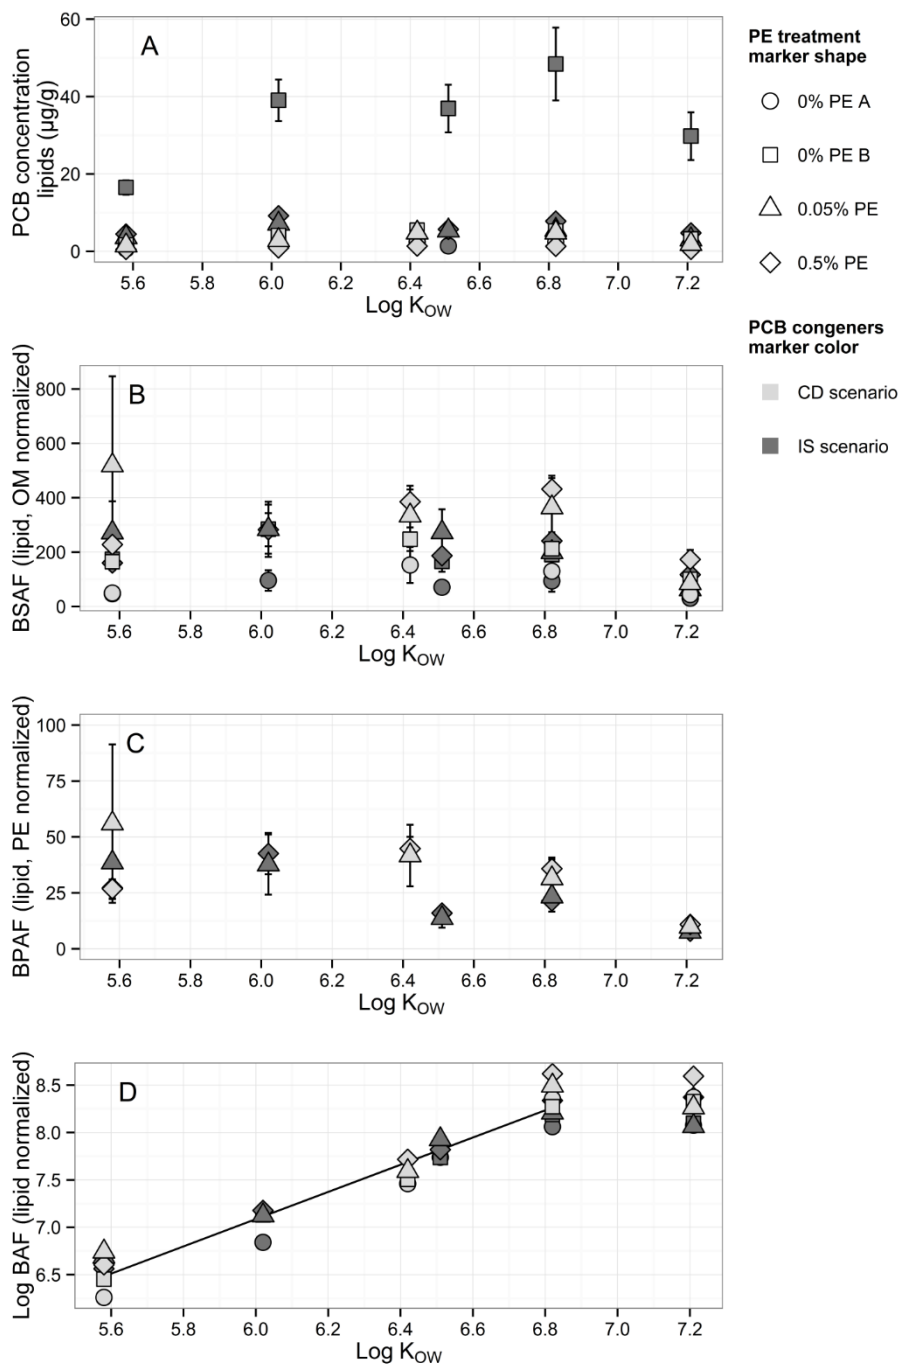 A
60
40
20
0
PCB concentration
lipids (µg/g)
5.6 5.8 6.0 6.2 6.4 6.6 6.8 7.0 7.2
Log KOW
PE treatment
marker shape
0% PE A
0% PE B
0.05% PE
0.5% PE
PCB congeners
marker color
CD scenario
IS scenario
B
800
600
400
200
0
BSAF (lipid, OM normalized)
5.6 5.8 6.0 6.2 6.4 6.6 6.8 7.0 7.2
Log KOW
C
100
75
50
25
0
BPAF (lipid, PE normalized)
5.6 5.8 6.0 6.2 6.4 6.6 6.8 7.0 7.2
Log KOW
D
8.5
8.0
7.5
7.0
6.5
Log BAF (lipid normalized)
5.6 5.8 6.0 6.2 6.4 6.6 6.8 7.0 7.2
Log KOW